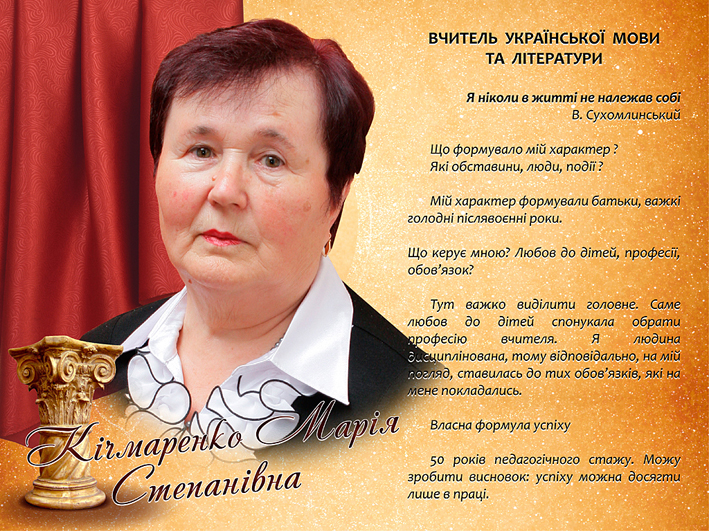 ВЧИТЕЛЬ УКРАЇНСЬКОЇ МОВИ
ТА ЛІТЕРАТУРИ
Я ніколи в житті не належав собі
В. Сухомлинський
Що формувало мій характер ?
Які обставини, люди, події ?
Мій характер формували батьки, важкі
голодні післявоєнні роки.
Що керує мною? Любов до дітей, професії,
обов’язок?
Тут важко виділити головне. Саме
любов до дітей спонукала обрати
професію вчителя. Я людина
дисциплінована, тому відповідально, на мій
погляд, ставилась до тих обов’язків, які на
мене покладались.
Власна формула успіху
50 років педагогічного стажу. Можу
зробити висновок: успіху можна досягти
лише в праці.
Кічмаренко Марія
Степанівна